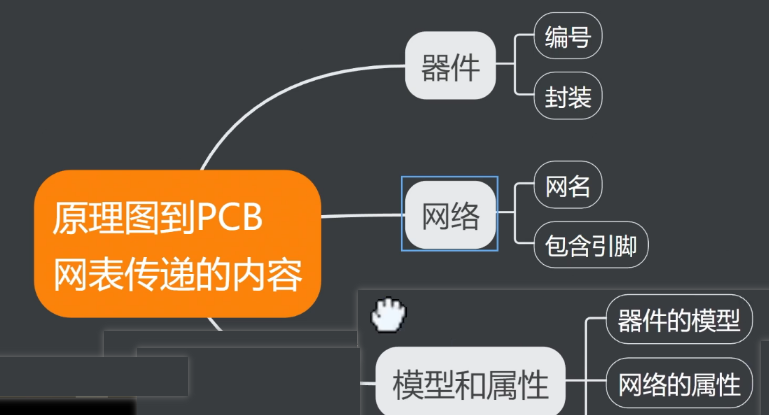 原理图到PCB
网表传递的内容
器件
编号
封装
网络
网名
包含引脚
模型和属性
器件的模型
网络的属性